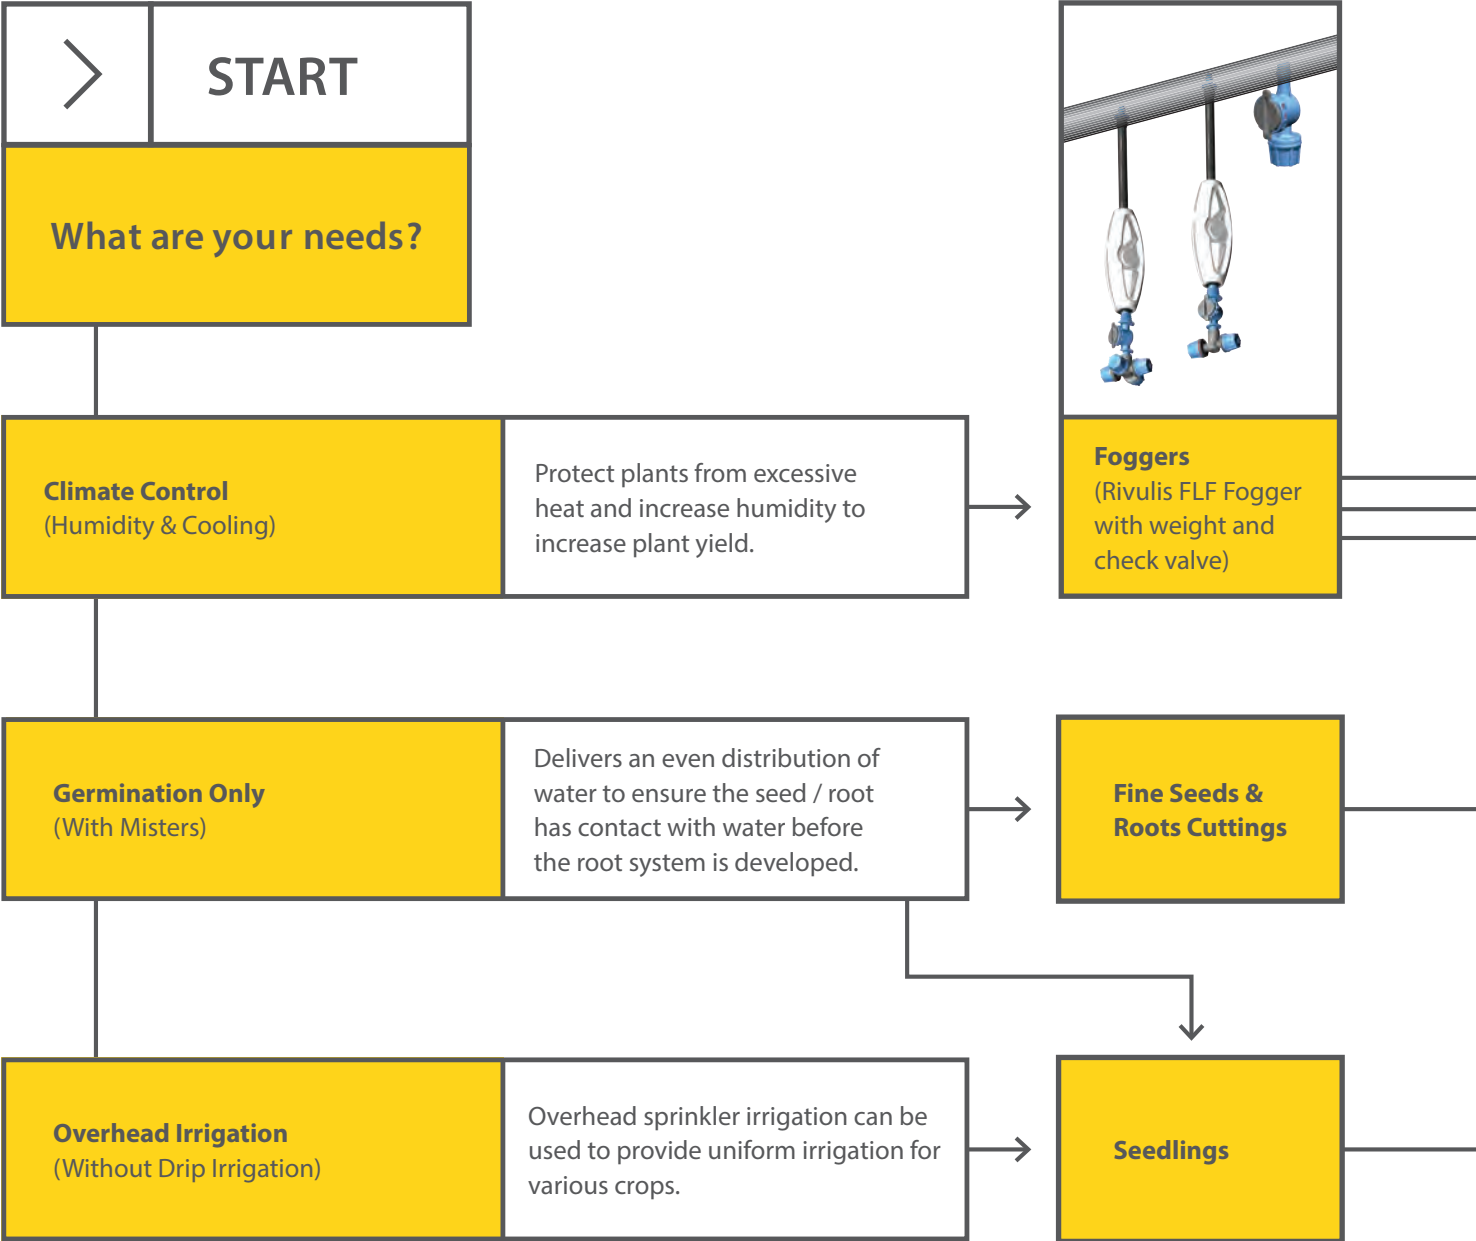 START
What are your needs?
Climate Control
(Humidity & Cooling)
Protect plants from excessive
heat and increase humidity to
increase plant yield.
Foggers
(Rivulis FLF Fogger
with weight and
check valve)
Germination Only
(With Misters)
Delivers an even distribution of
water to ensure the seed / root
has contact with water before
the root system is developed.
Fine Seeds &
Roots Cuttings
Overhead Irrigation
(Without Drip Irrigation)
Overhead sprinkler irrigation can be
used to provide uniform irrigation for
various crops.
Seedlings